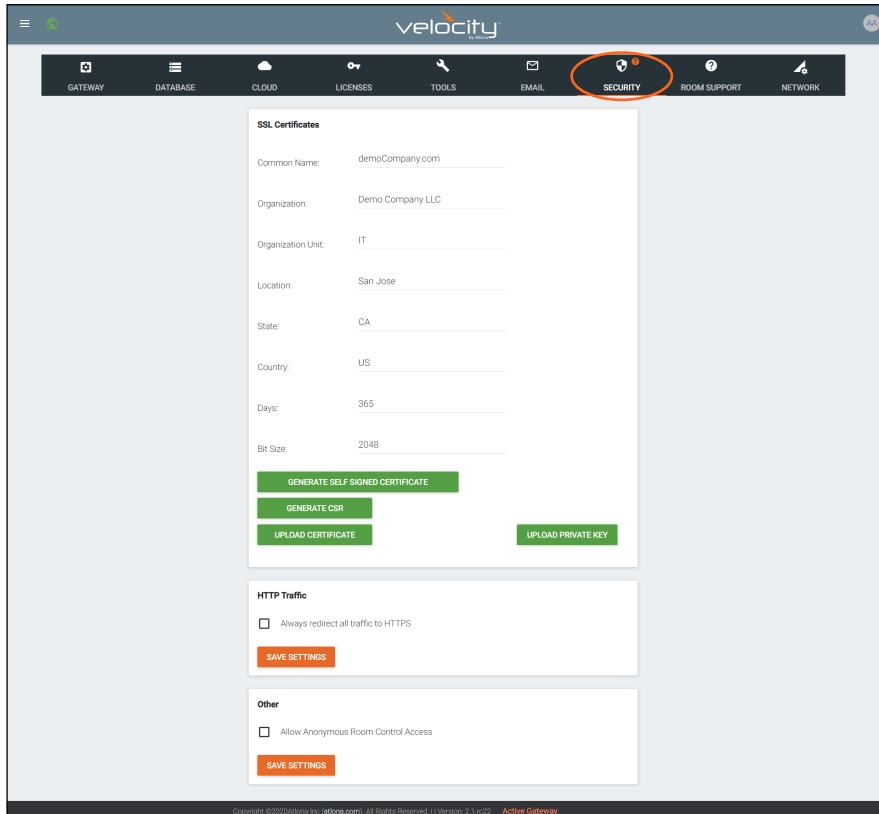 velocity
by Atlona
AA
GATEWAY DATABASE CLOUD LICENSES TOOLS EMAIL SECURITY ROOM SUPPORT NETWORK
SSL Certificates
Common Name: demoCompany.com
Organization: Demo Company LLC
Organization Unit: IT
Location: San Jose
State: CA
Country: US
Days: 365
Bit Size: 2048
GENERATE SELF SIGNED CERTIFICATE
GENERATE CSR
UPLOAD CERTIFICATE UPLOAD PRIVATE KEY
HTTP Traffic
Always redirect all traffic to HTTPS
SAVE SETTINGS
Other
Allow Anonymous Room Control Access
SAVE SETTINGS
Copyright ©2020Atlona Inc (atlona.com). All Rights Reserved. | | Version: 2.1.rc22 Active Gateway